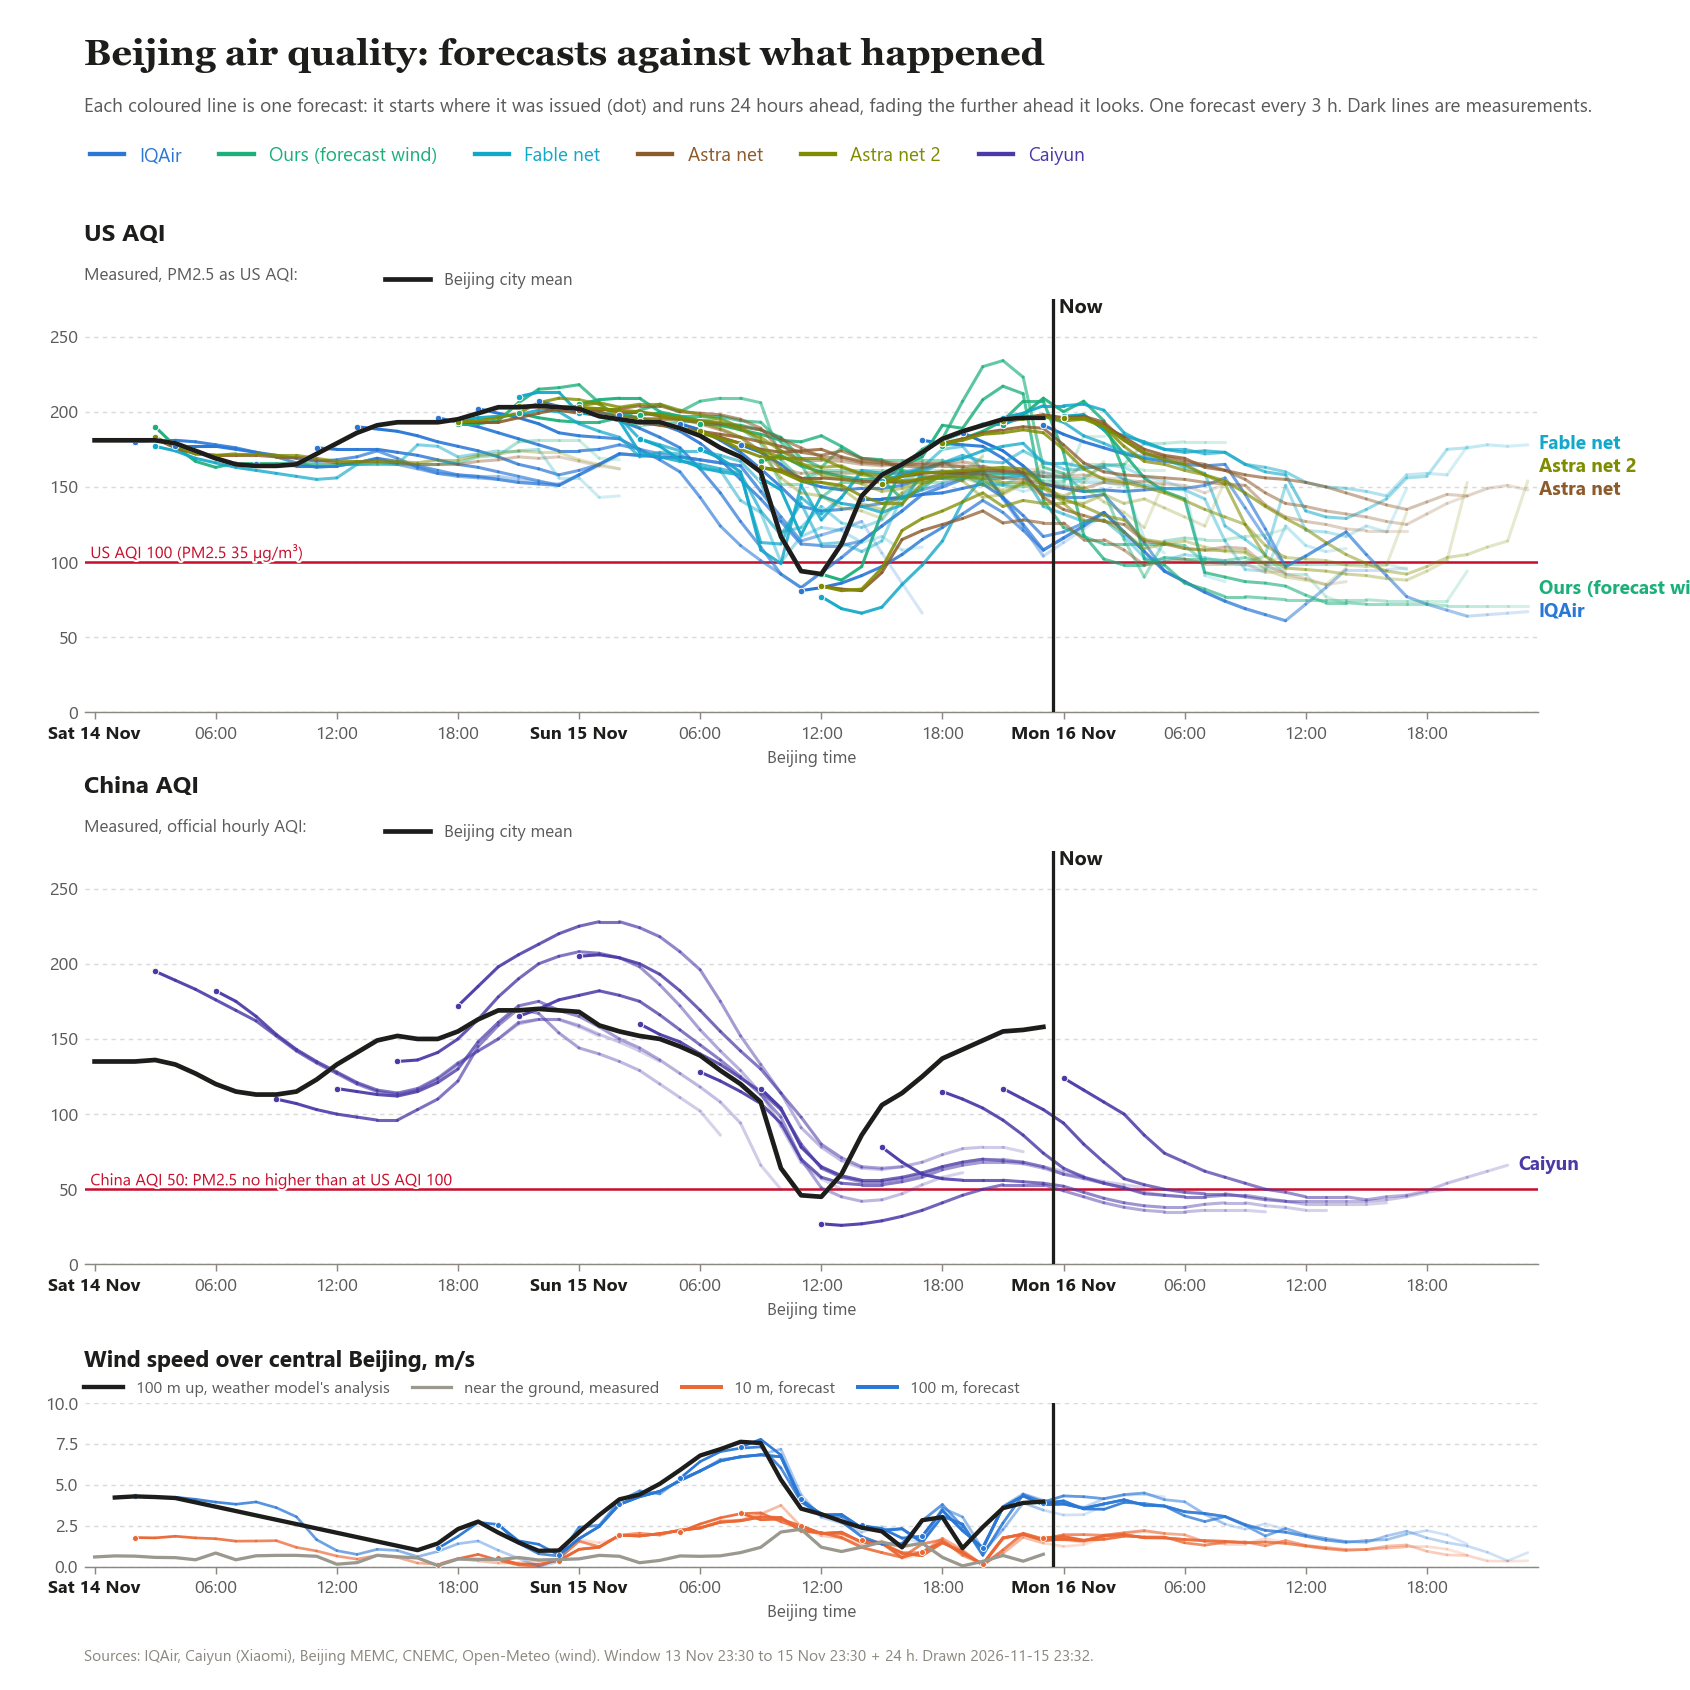 Beijing air quality: forecasts against what happened
Each coloured line is one forecast: it starts where it was issued (dot) and runs 24 hours ahead, fading the further ahead it looks. One forecast every 3 h. Dark lines are measurements.
IQAir Ours (forecast wind) Fable net Astra net Astra net 2 Caiyun
US AQI
Measured, PM2.5 as US AQI: Beijing city mean
Now
250
200
150
100
50
0
US AQI 100 (PM2.5 35 µg/m³)
Fable net
Astra net 2
Astra net
Ours (forecast wi
IQAir
Sat 14 Nov 06:00 12:00 18:00 Sun 15 Nov 06:00 12:00 18:00 Mon 16 Nov 06:00 12:00 18:00
Beijing time
China AQI
Measured, official hourly AQI: Beijing city mean
Now
250
200
150
100
50
0
China AQI 50: PM2.5 no higher than at US AQI 100
Caiyun
Sat 14 Nov 06:00 12:00 18:00 Sun 15 Nov 06:00 12:00 18:00 Mon 16 Nov 06:00 12:00 18:00
Beijing time
Wind speed over central Beijing, m/s
100 m up, weather model's analysis near the ground, measured 10 m, forecast 100 m, forecast
10.0
7.5
5.0
2.5
0.0
Sat 14 Nov 06:00 12:00 18:00 Sun 15 Nov 06:00 12:00 18:00 Mon 16 Nov 06:00 12:00 18:00
Beijing time
Sources: IQAir, Caiyun (Xiaomi), Beijing MEMC, CNEMC, Open-Meteo (wind). Window 13 Nov 23:30 to 15 Nov 23:30 + 24 h. Drawn 2026-11-15 23:32.